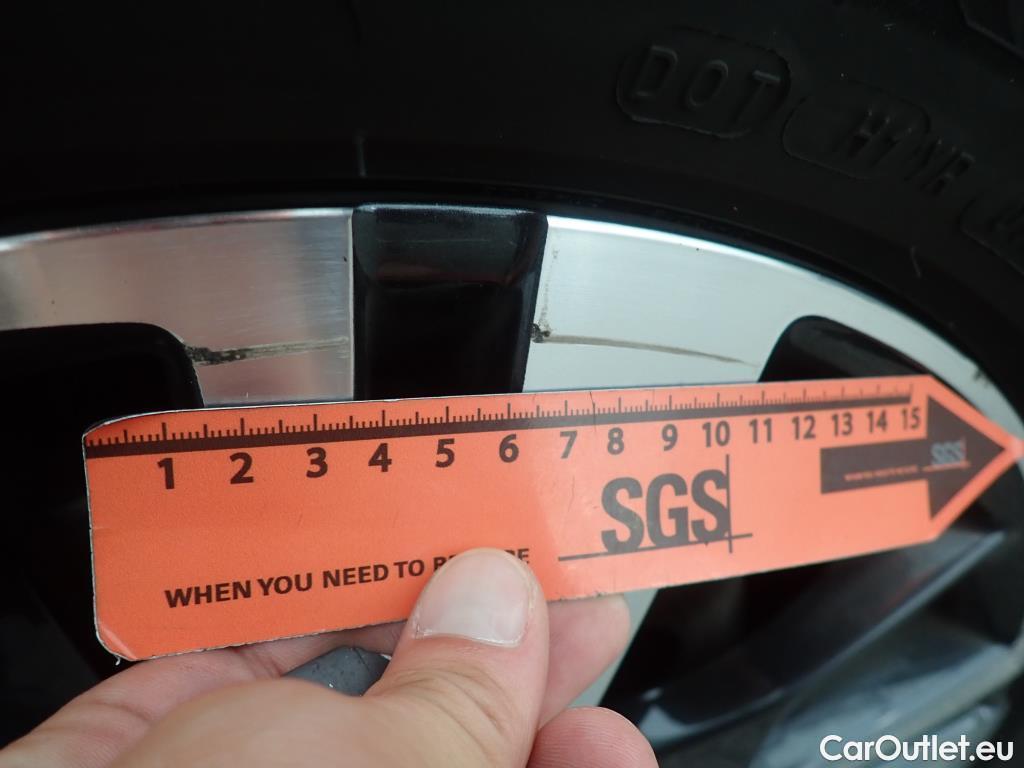 DOT
1 2 3 4 5 6 7 8 9 10 11 12 13 14 15
SGS
SGS
WHEN YOU NEED TO
CarOutlet.eu